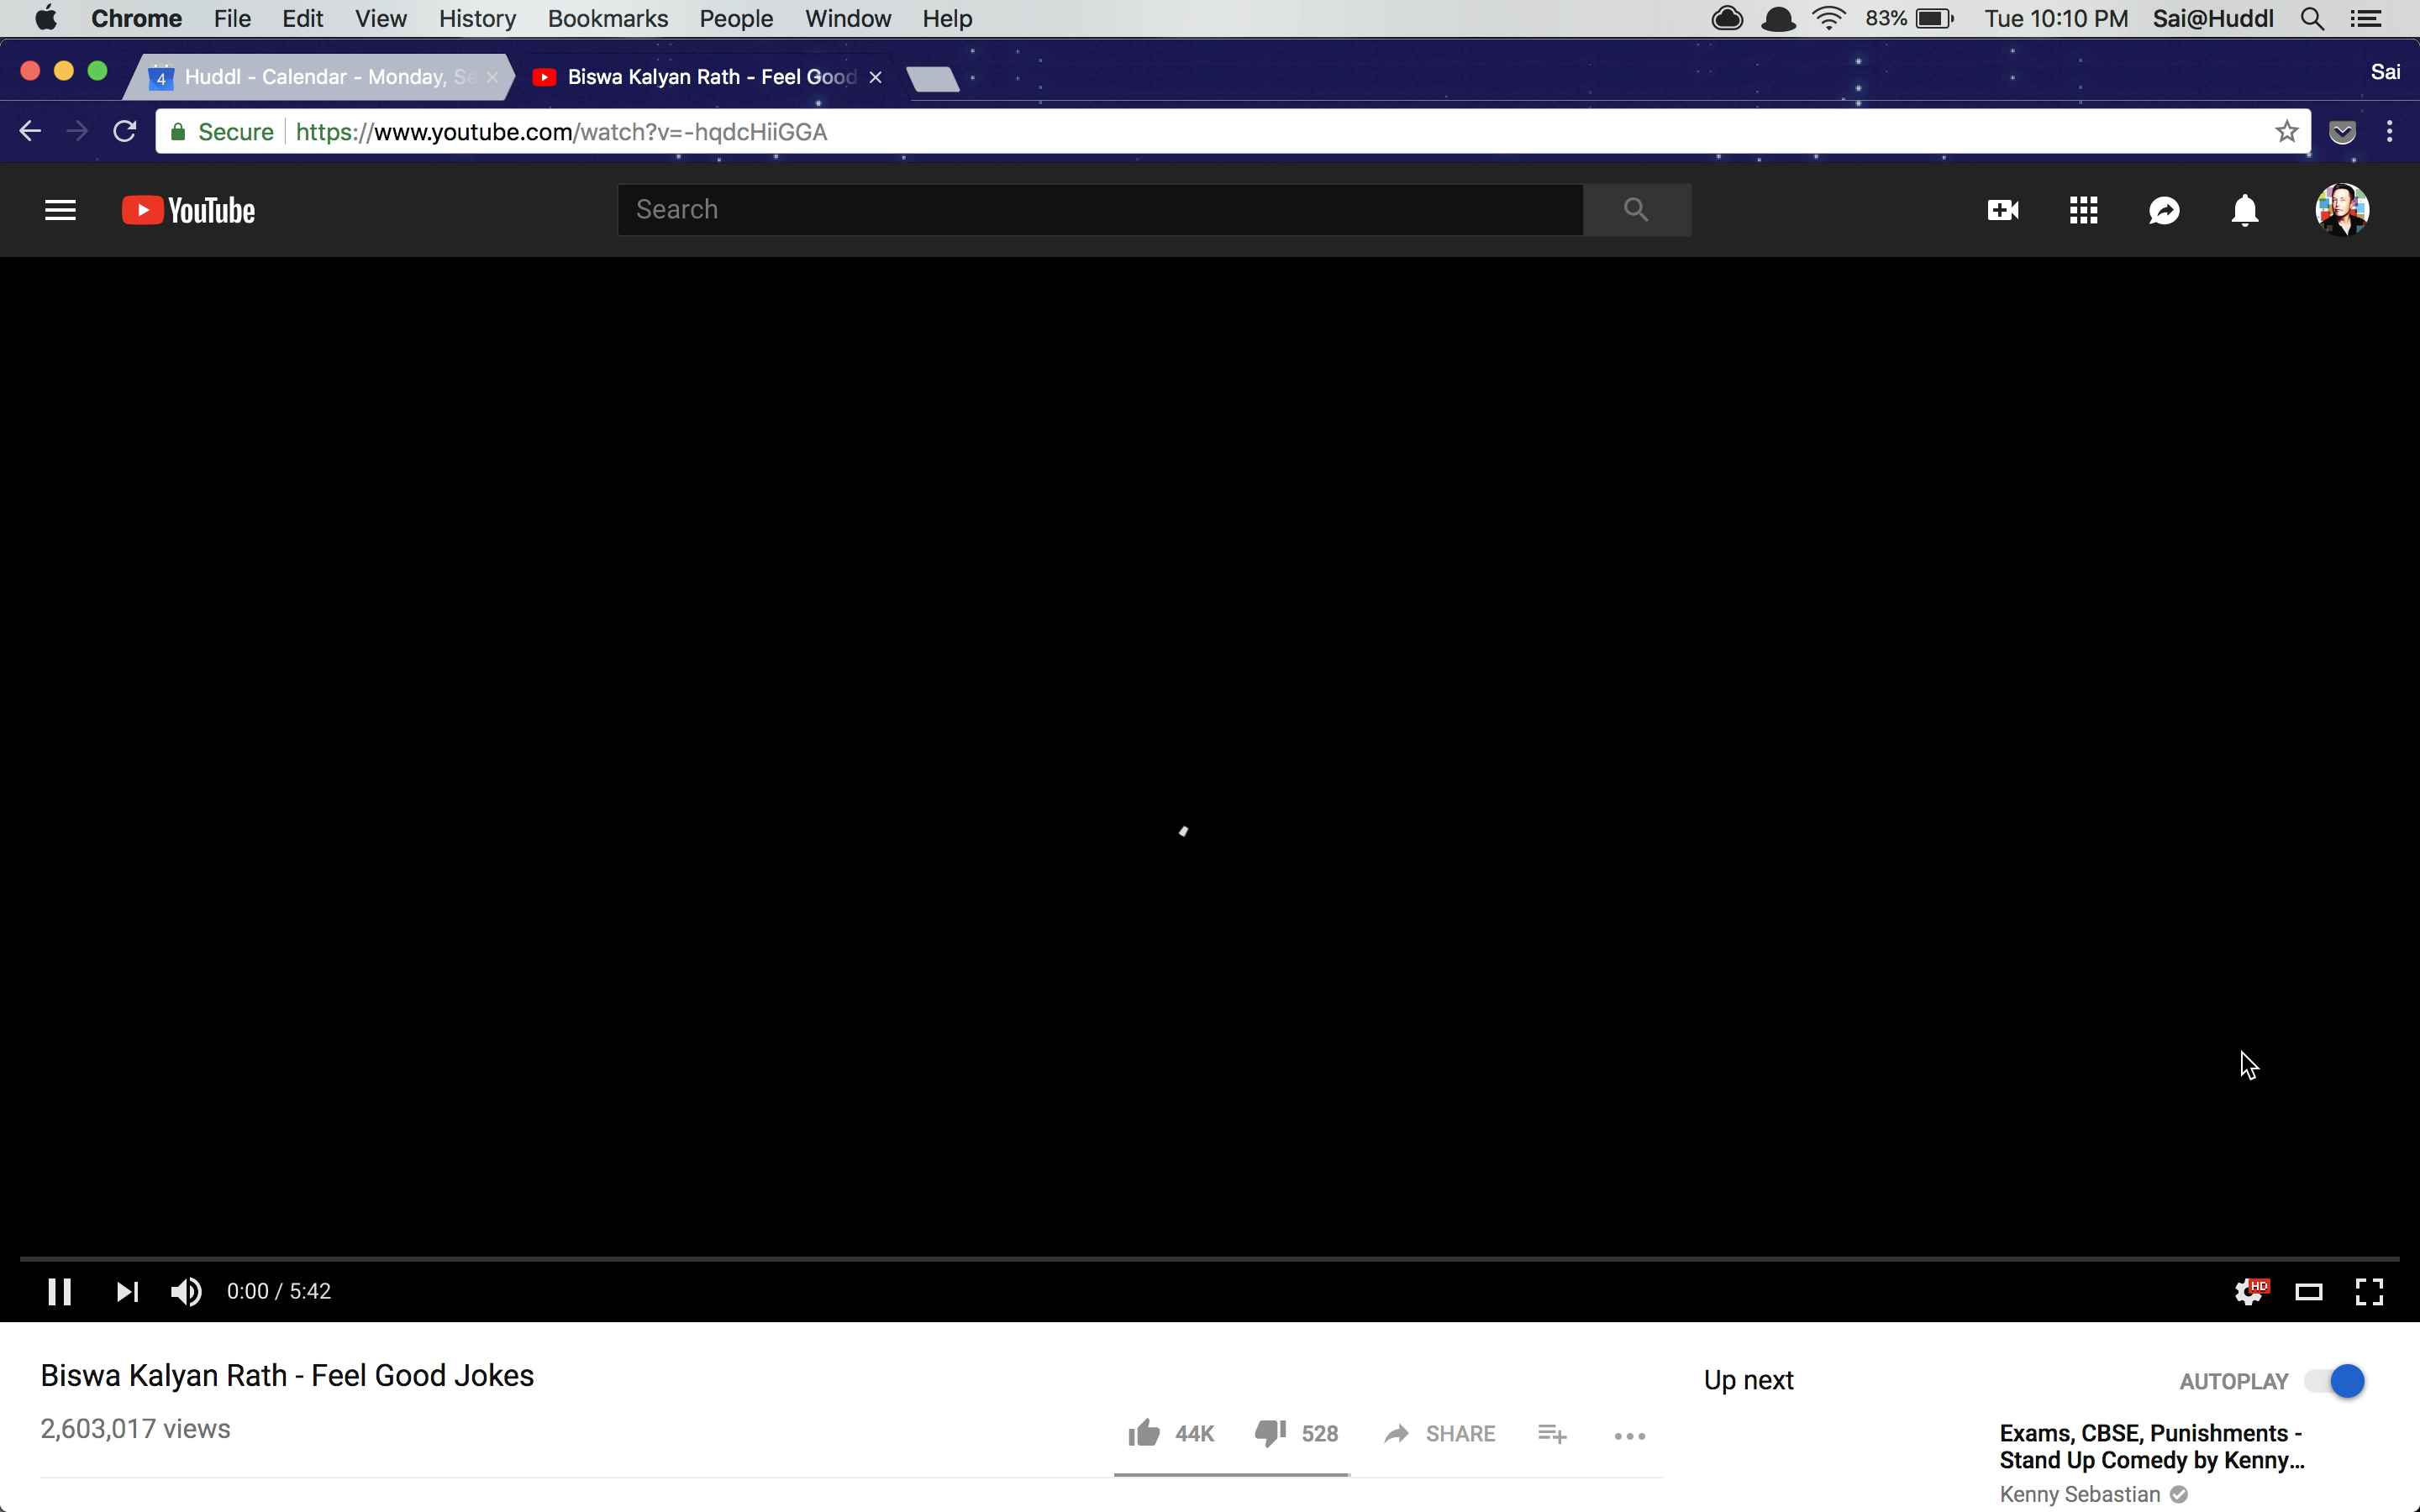 Chrome File Edit View History Bookmarks People Window Help 83% Tue 10:10 PM Sai@Huddl
4 Huddl - Calendar - Monday, Se Biswa Kalyan Rath - Feel Good Sai
Secure https://www.youtube.com/watch?v=-hqdcHiiGGA
YouTube Search
0:00 / 5:42 HD
Biswa Kalyan Rath - Feel Good Jokes
2,603,017 views
44K 528 SHARE
Up next AUTOPLAY
Exams, CBSE, Punishments -
Stand Up Comedy by Kenny...
Kenny Sebastian